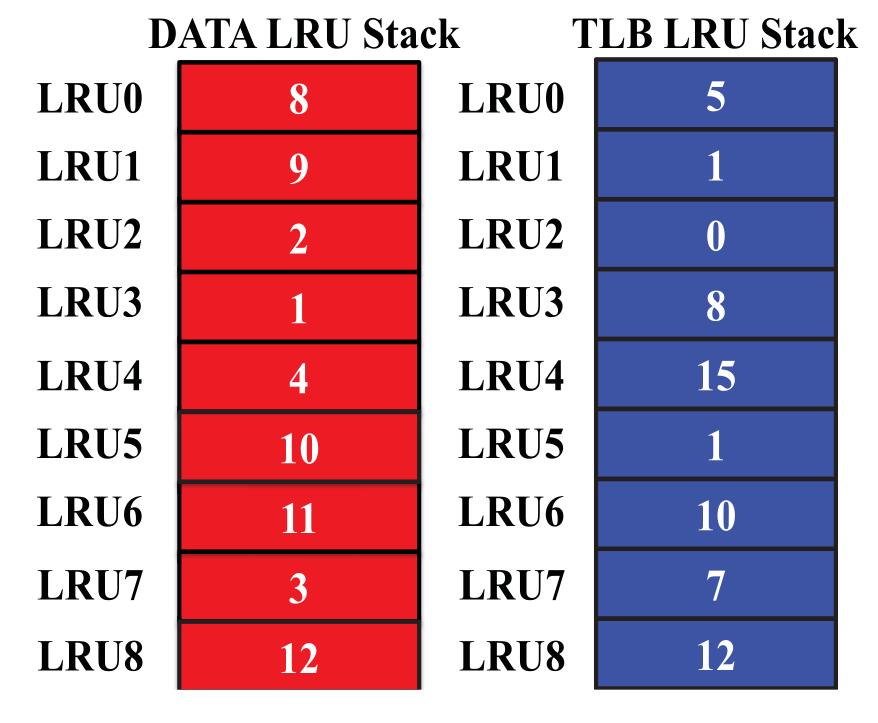 DATA LRU Stack TLB LRU Stack
LRU0 8 LRU0 5
LRU1 9 LRU1 1
LRU2 2 LRU2 0
LRU3 1 LRU3 8
LRU4 4 LRU4 15
LRU5 10 LRU5 1
LRU6 11 LRU6 10
LRU7 3 LRU7 7
LRU8 12 LRU8 12